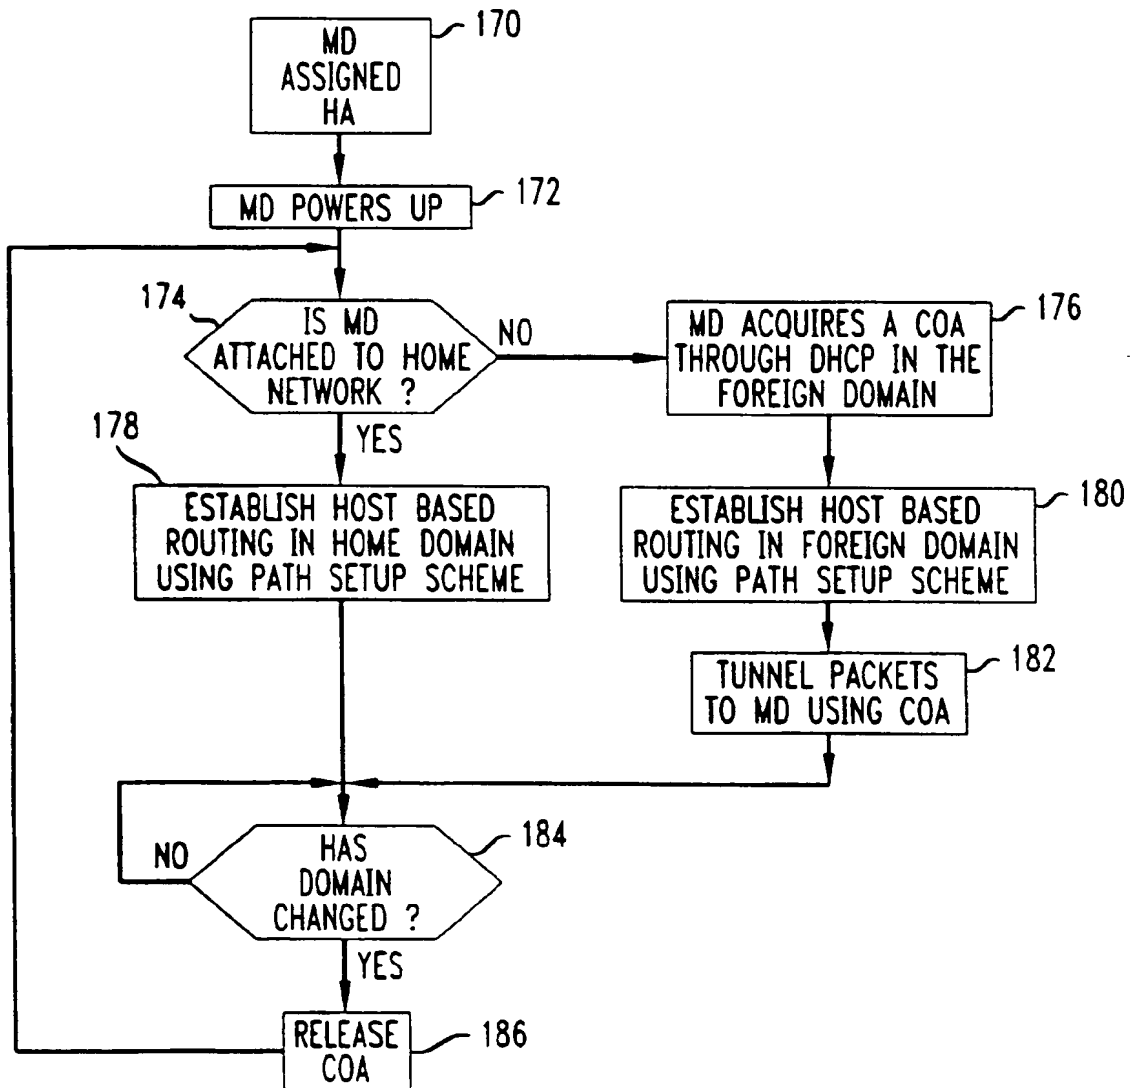 170
MD
ASSIGNED
HA
172
MD POWERS UP
174
IS MD
ATTACHED TO HOME
NETWORK ?
NO
YES
176
MD ACQUIRES A COA
THROUGH DHCP IN THE
FOREIGN DOMAIN
178
ESTABLISH HOST BASED
ROUTING IN HOME DOMAIN
USING PATH SETUP SCHEME
180
ESTABLISH HOST BASED
ROUTING IN FOREIGN DOMAIN
USING PATH SETUP SCHEME
182
TUNNEL PACKETS
TO MD USING COA
184
HAS
DOMAIN
CHANGED ?
NO
YES
186
RELEASE
COA